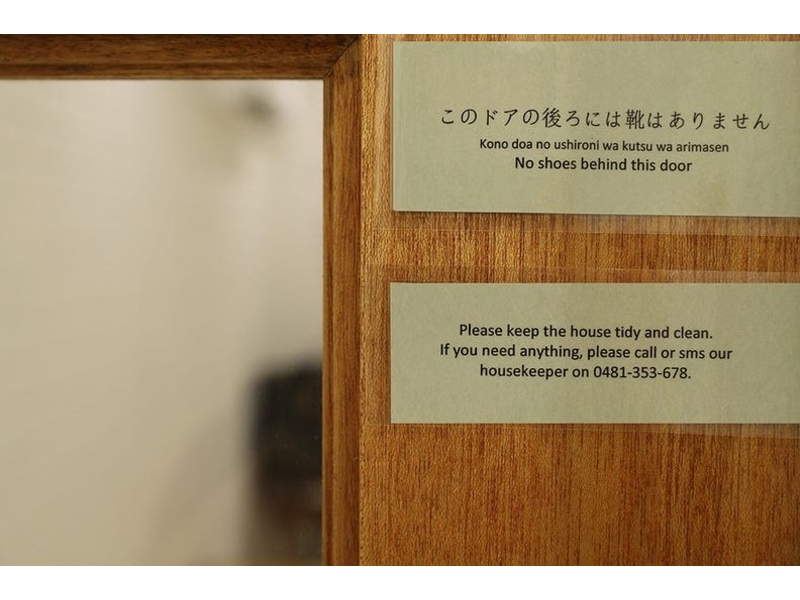 このドアの後ろには靴はありません
Kono doa no ushironi wa kutsu wa arimasen
No shoes behind this door
Please keep the house tidy and clean.
If you need anything, please call or sms our
housekeeper on 0481-353-678.